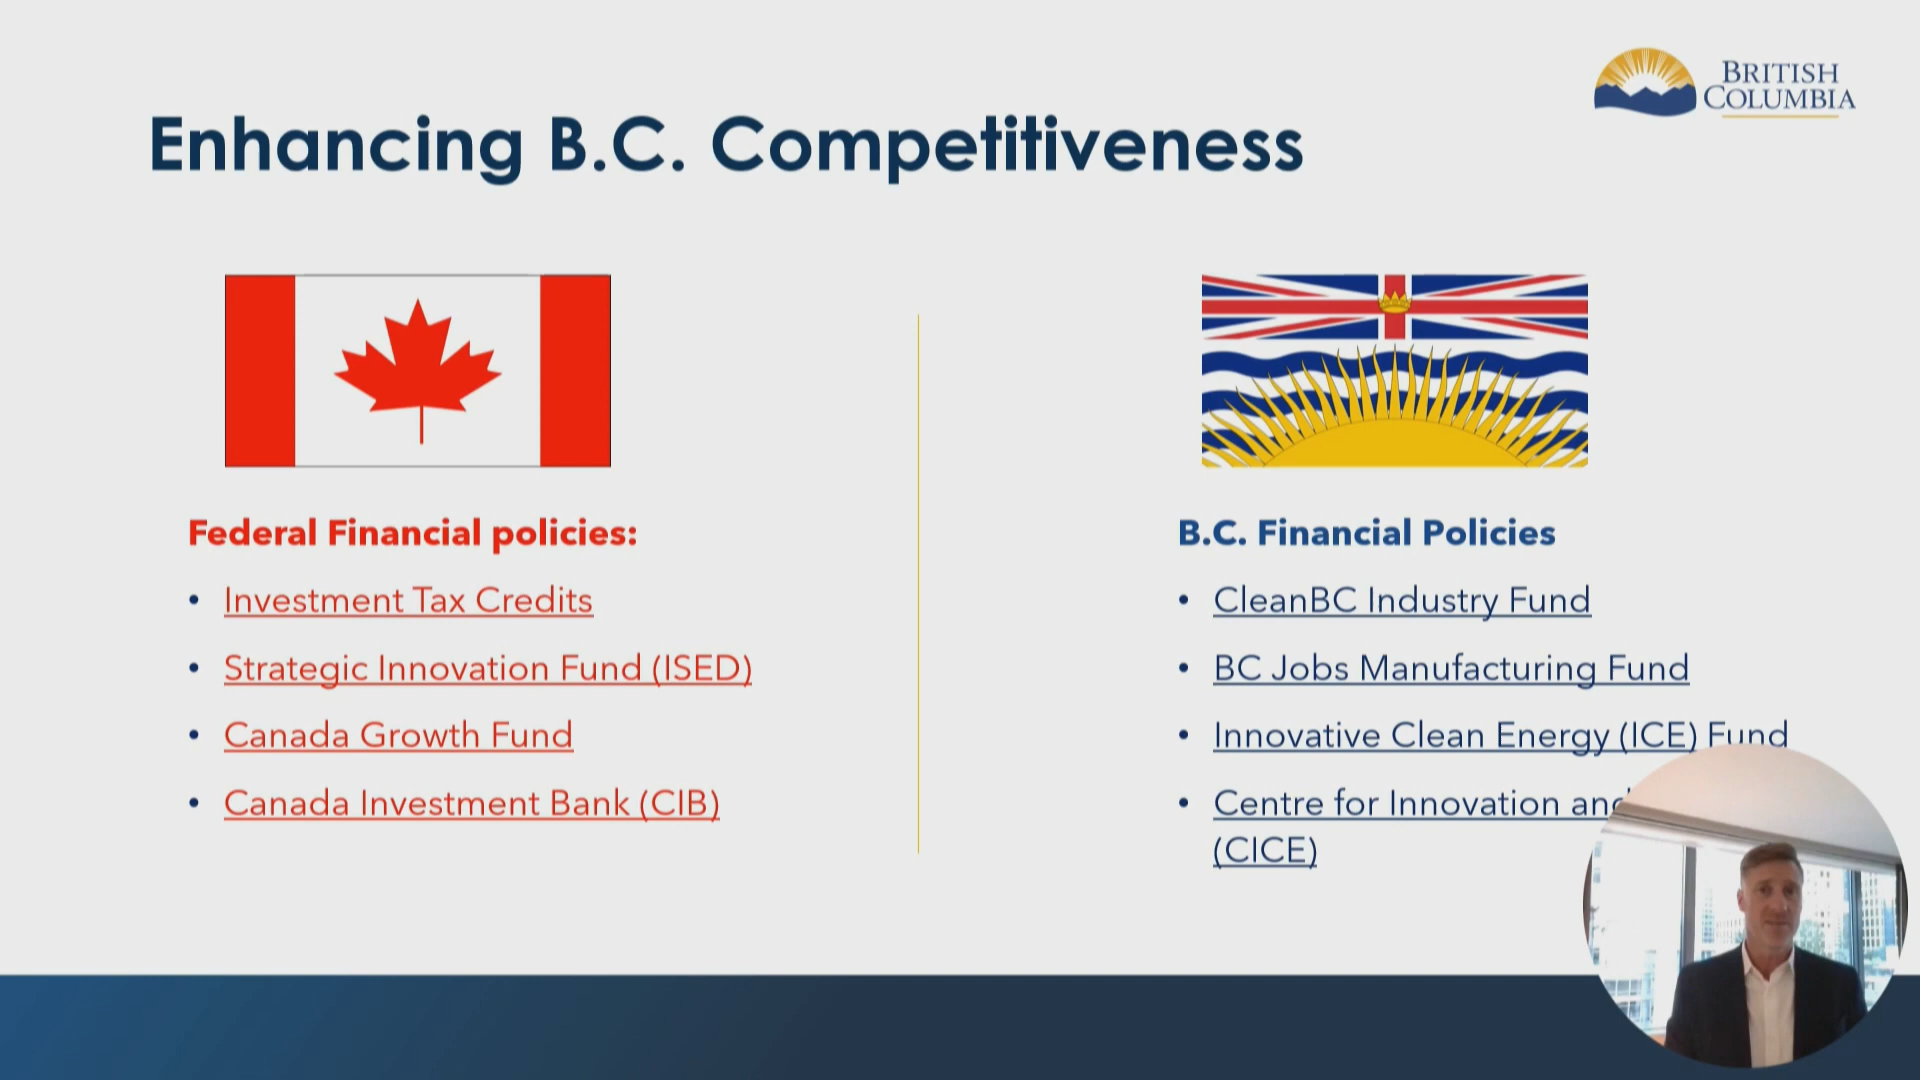 BRITISH
COLUMBIA
Enhancing B.C. Competitiveness
Federal Financial policies:
• Investment Tax Credits
• Strategic Innovation Fund (ISED)
• Canada Growth Fund
• Canada Investment Bank (CIB)
B.C. Financial Policies
• CleanBC Industry Fund
• BC Jobs Manufacturing Fund
• Innovative Clean Energy (ICE) Fund
• Centre for Innovation and
(CICE)